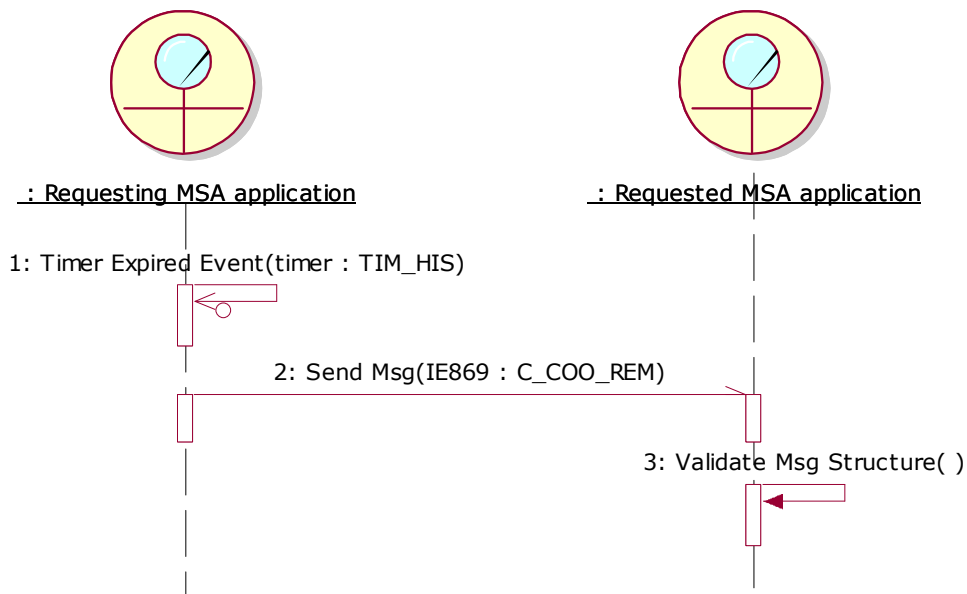 : Requesting MSA application
: Requested MSA application
1: Timer Expired Event(timer : TIM_HIS)
2: Send Msg(IE869 : C_COO_REM)
3: Validate Msg Structure( )